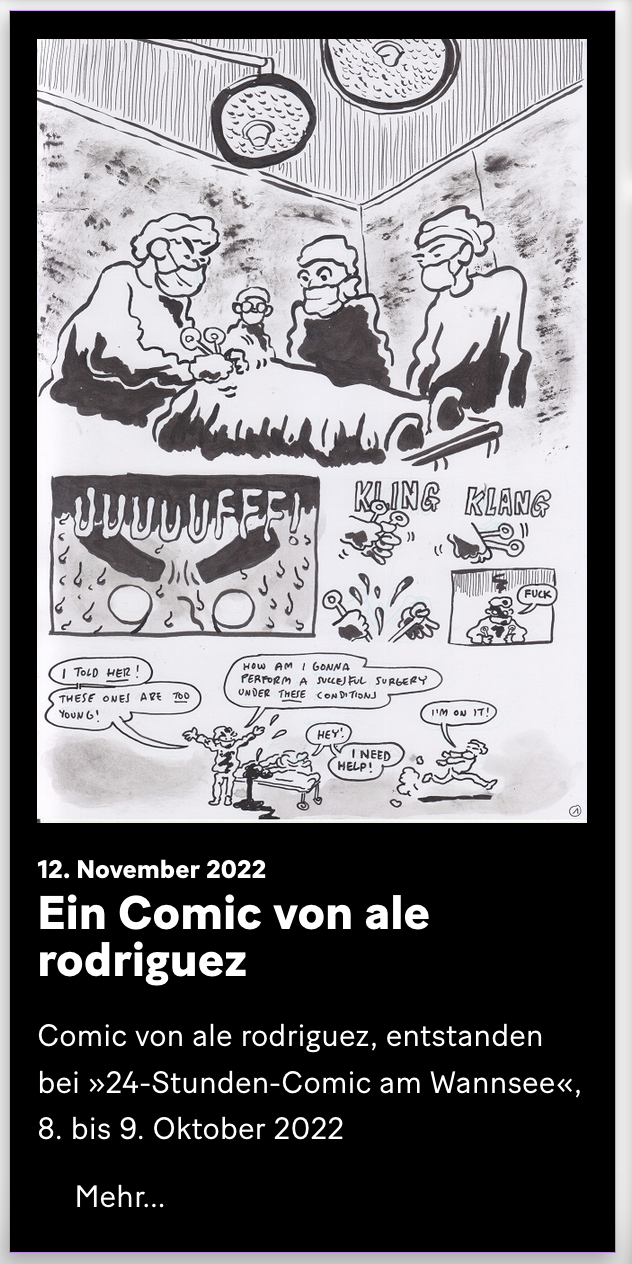 UUUUUFFF!
KLING
KLANG
FUCK
I TOLD HER!
THESE ONES ARE TOO
YOUNG!
HOW AM I GONNA
PERFORM A SUCCESFUL SURGERY
UNDER THESE CONDITIONS
HEY!
I NEED
HELP!
I'M ON IT!
1
12. November 2022
Ein Comic von ale
rodriguez
Comic von ale rodriguez, entstanden
bei »24-Stunden-Comic am Wannsee«,
8. bis 9. Oktober 2022
Mehr...